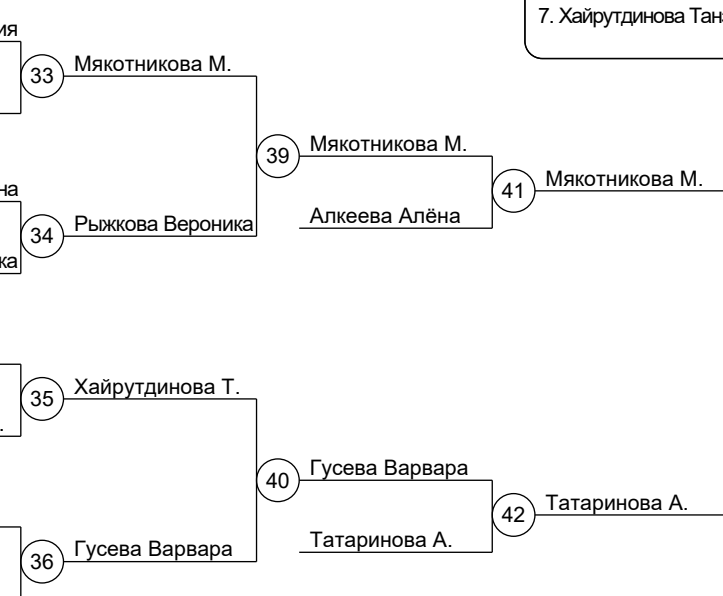 7. Хайрутдинова
33 Мякотникова М.
39 Мякотникова М.
41 Мякотникова М.
Алкеева Алёна
34 Рыжкова Вероника
35 Хайрутдинова Т.
40 Гусева Варвара
42 Татаринова А.
Татаринова А.
36 Гусева Варвара